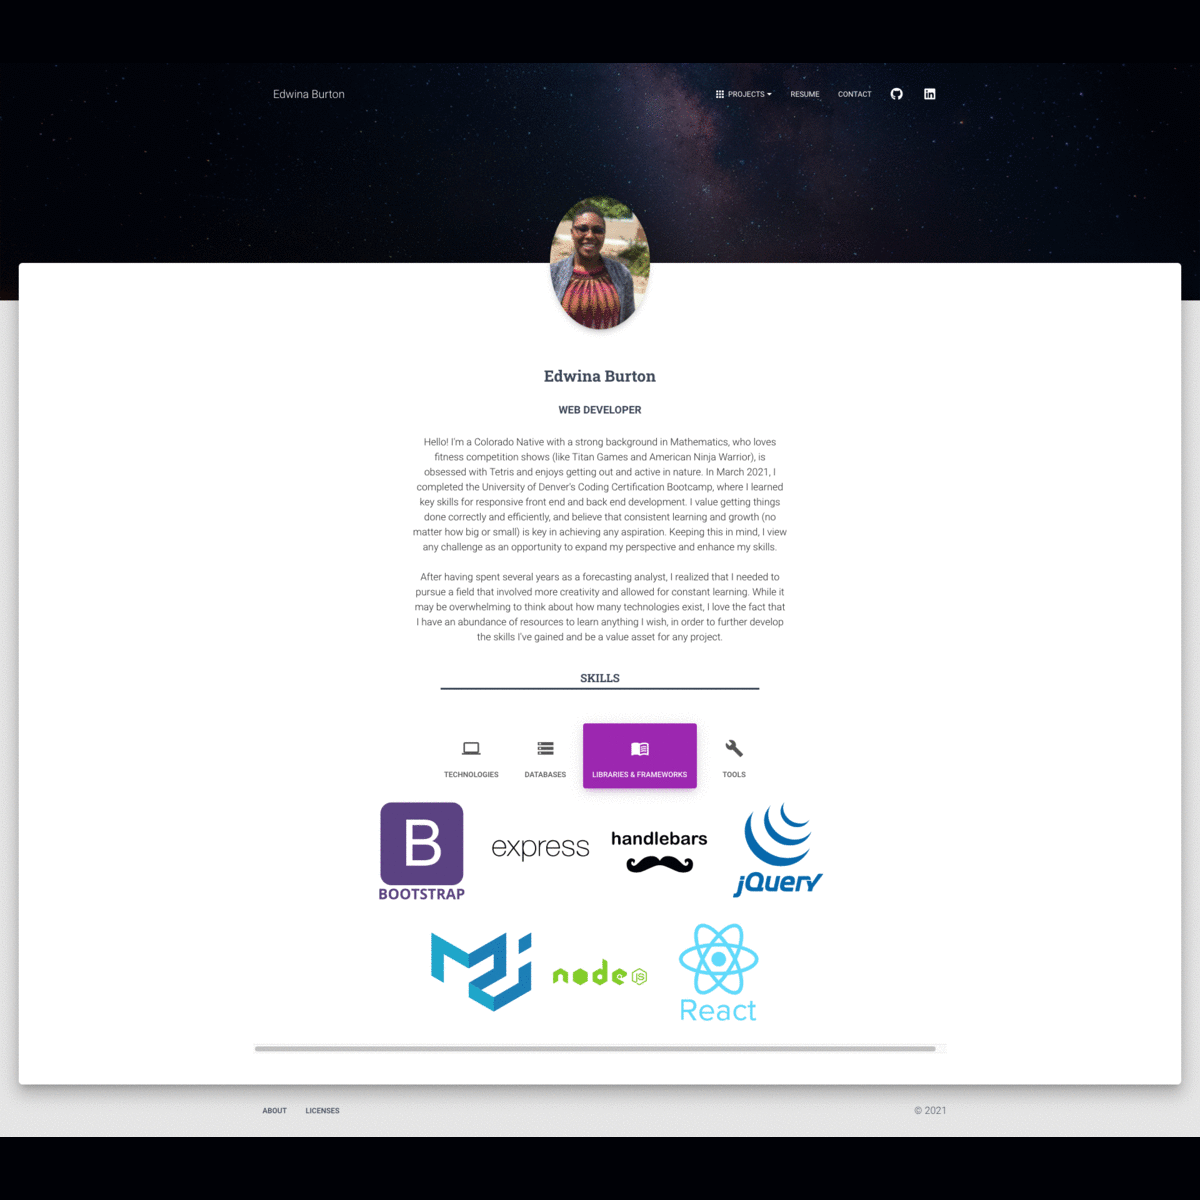 Edwina Burton
PROJECTS
RESUME
CONTACT
Edwina Burton
WEB DEVELOPER
Hello! I'm a Colorado Native with a strong background in Mathematics, who loves
fitness competition shows (like Titan Games and American Ninja Warrior), is
obsessed with Tetris and enjoys getting out and active in nature. In March 2021, I
completed the University of Denver's Coding Certification Bootcamp, where I learned
key skills for responsive front end and back end development. I value getting things
done correctly and efficiently, and believe that consistent learning and growth (no
matter how big or small) is key in achieving any aspiration. Keeping this in mind, I view
any challenge as an opportunity to expand my perspective and enhance my skills.
After having spent several years as a forecasting analyst, I realized that I needed to
pursue a field that involved more creativity and allowed for constant learning. While it
may be overwhelming to think about how many technologies exist, I love the fact that
I have an abundance of resources to learn anything I wish, in order to further develop
the skills I've gained and be a value asset for any project.
SKILLS
TECHNOLOGIES
DATABASES
LIBRARIES & FRAMEWORKS
TOOLS
B
BOOTSTRAP
express
handlebars
jQuery
node JS
React
ABOUT
LICENSES
© 2021